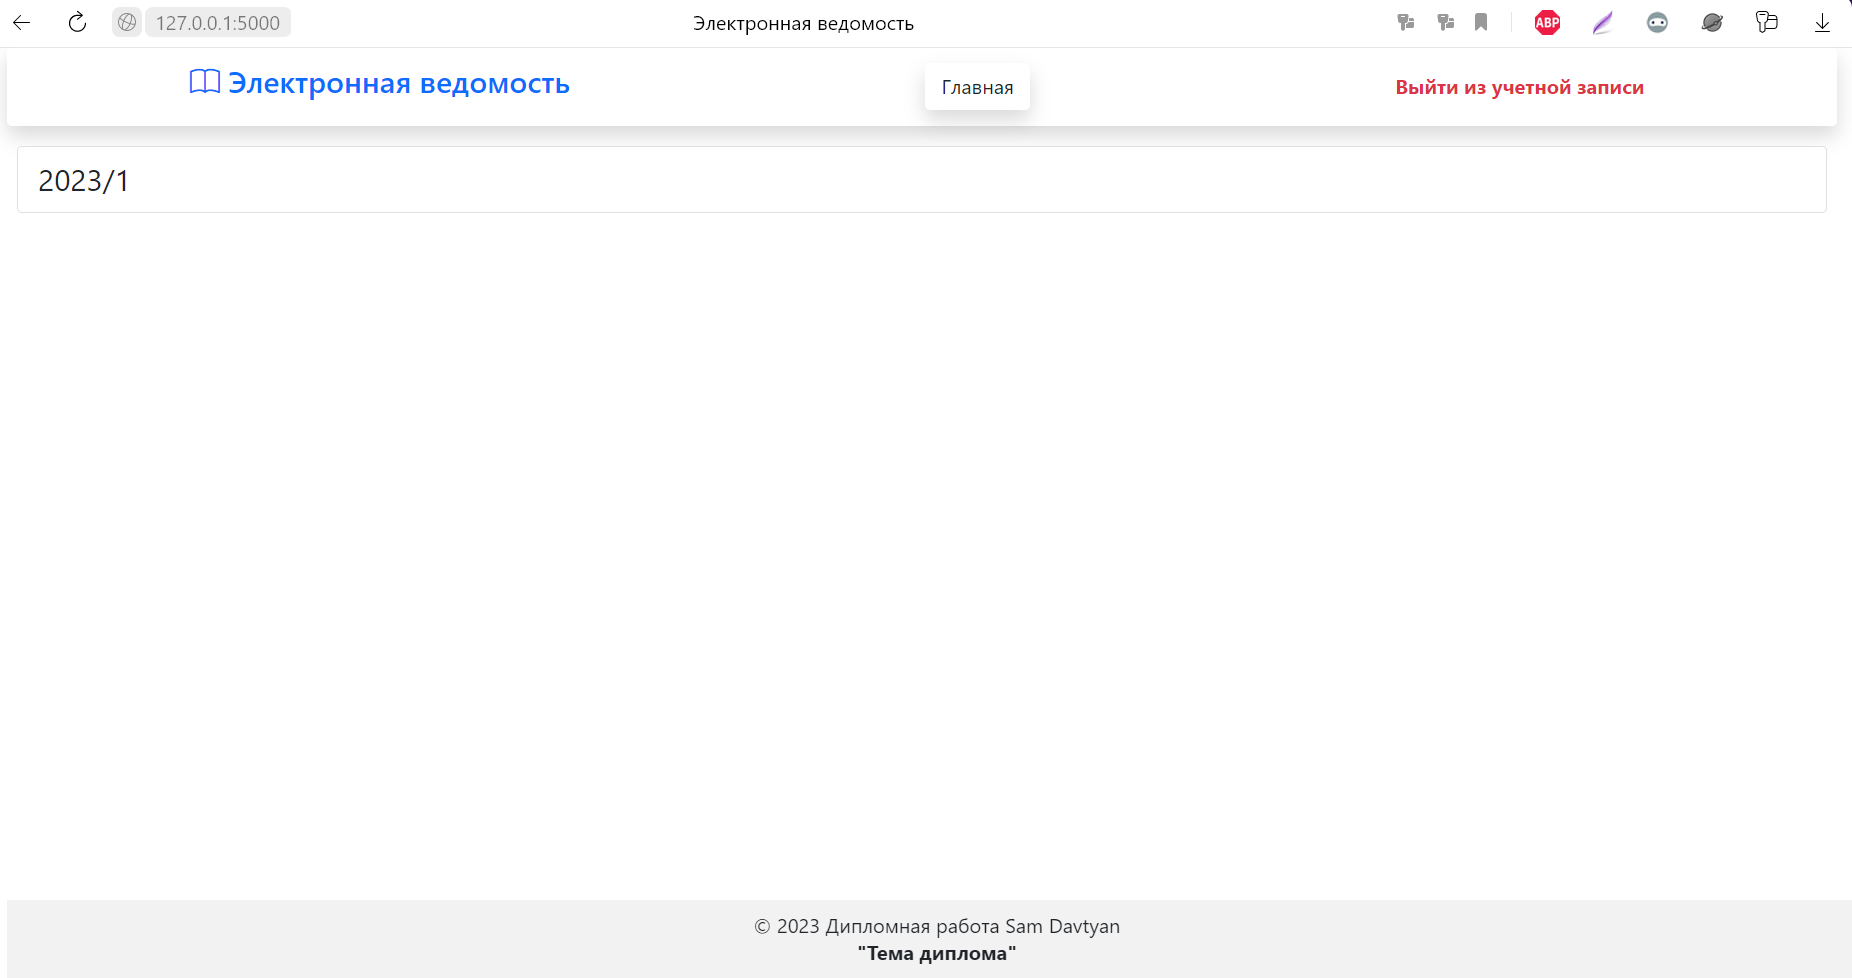 127.0.0.1:5000
Электронная ведомость
ABP
Электронная ведомость
Главная
Выйти из учетной записи
2023/1
© 2023 Дипломная работа Sam Davtyan
"Тема диплома"